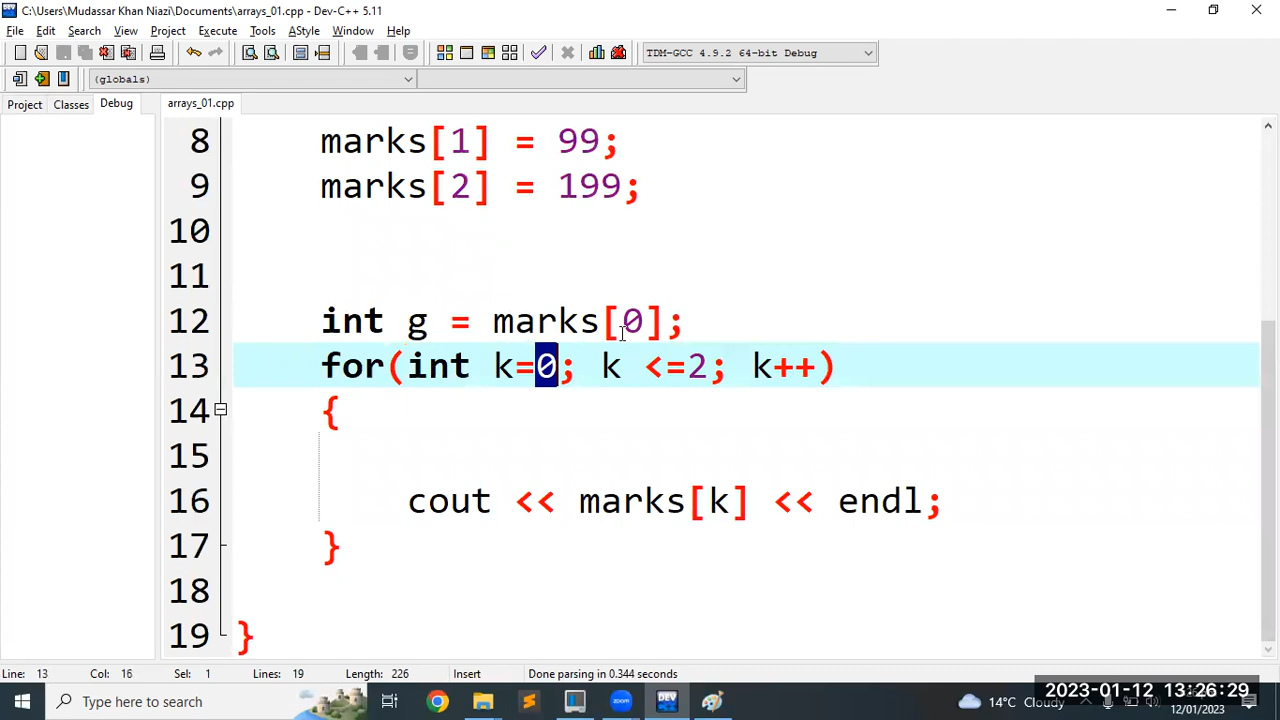 C:\Users\Mudassar Khan Niazi\Documents\arrays_01.cpp - Dev-C++ 5.11
File Edit Search View Project Execute Tools AStyle Window Help
TDM-GCC 4.9.2 64-bit Debug
(globals)
Project Classes Debug arrays_01.cpp
8 marks[1] = 99;
9 marks[2] = 199;
10
11
12 int g = marks[0];
13 for(int k=0; k <=2; k++)
14 {
15
16 cout << marks[k] << endl;
17 }
18
19 }
Line: 13 Col: 16 Sel: 1 Lines: 19 Length: 226 Insert Done parsing in 0.344 seconds
Type here to search zoom DEV 14°C Cloudy
2023-01-12 13:26:29
12/01/2023